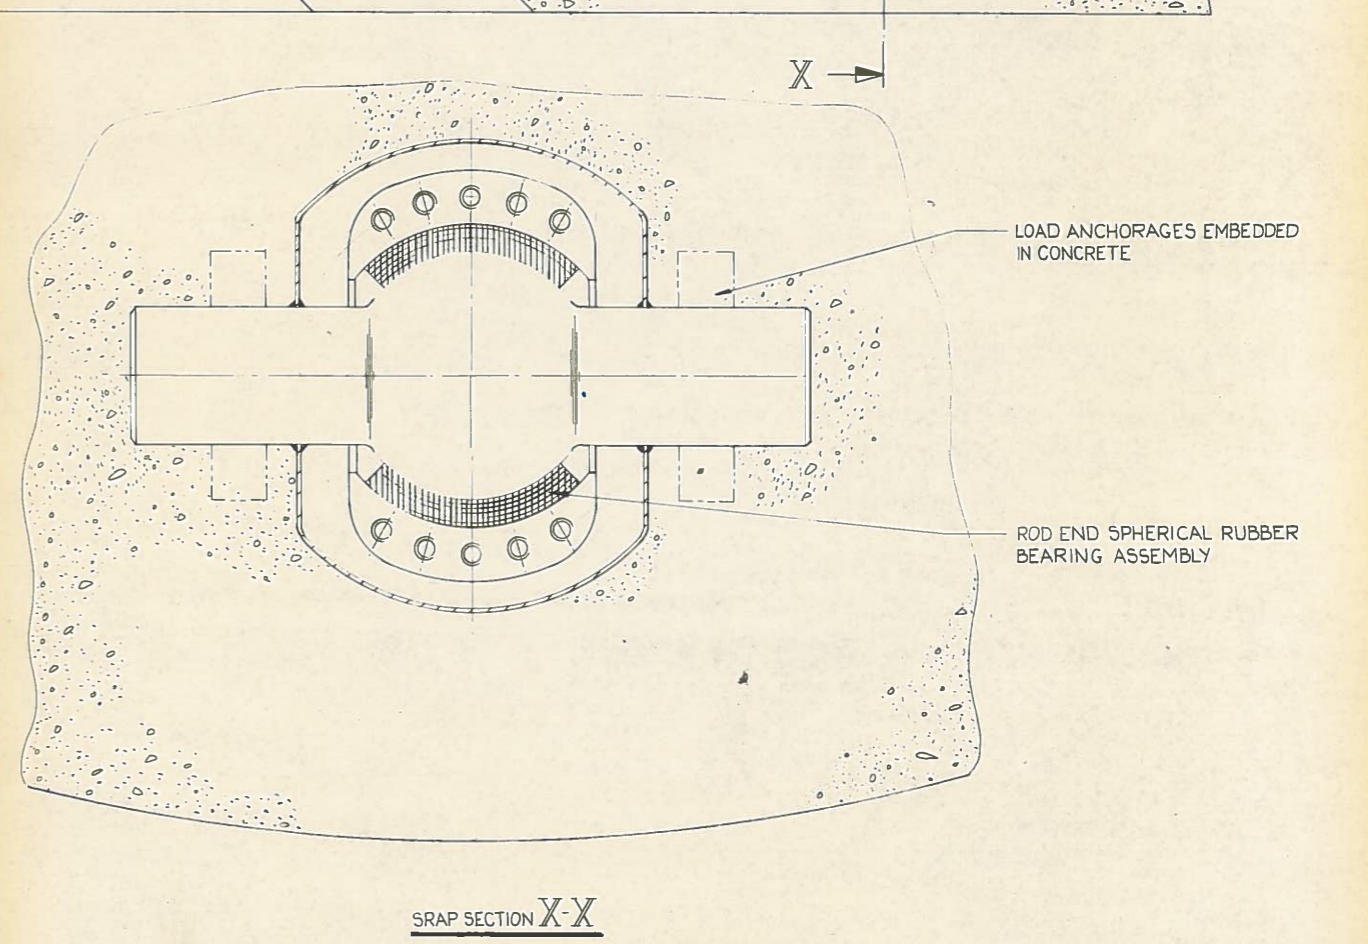 X
LOAD ANCHORAGES EMBEDDED
IN CONCRETE
ROD END SPHERICAL RUBBER
BEARING ASSEMBLY
SRAP SECTION X-X